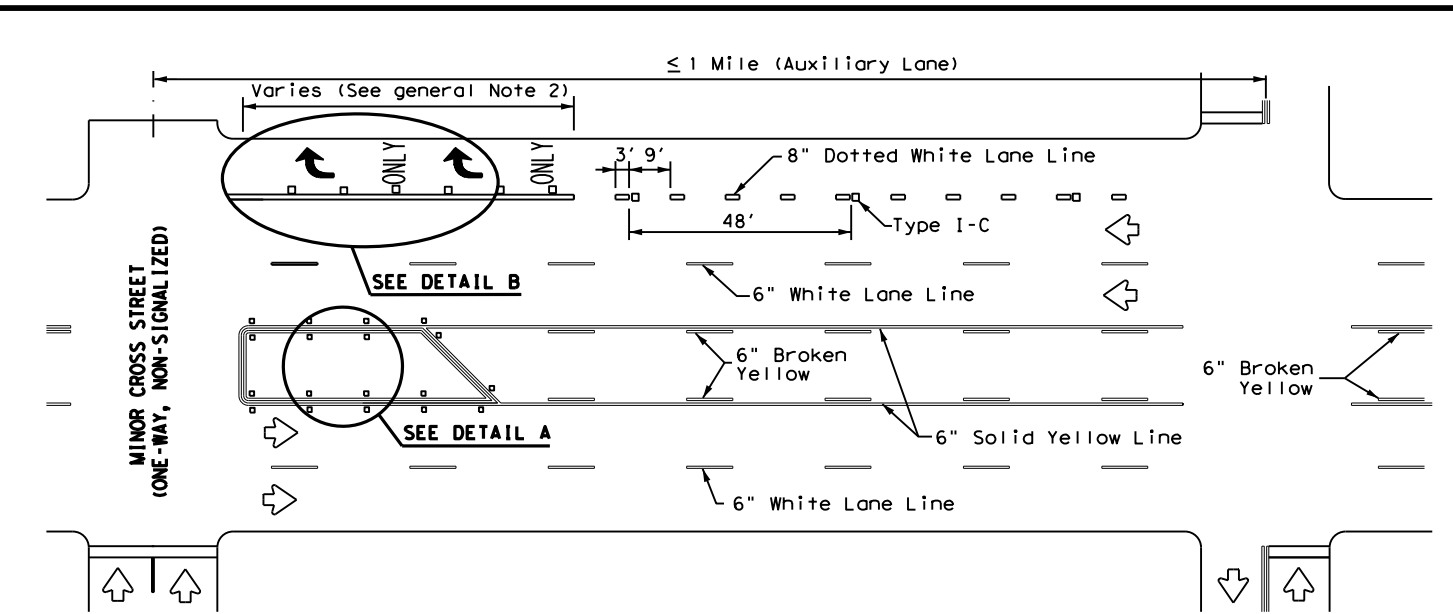 ≤ 1 Mile (Auxiliary Lane)
Varies (See general Note 2)
ONLY
ONLY
3' 9'
8" Dotted White Lane Line
48'
Type I-C
SEE DETAIL B
6" White Lane Line
MINOR CROSS STREET
(ONE-WAY, NON-SIGNALIZED)
6" Broken
Yellow
6" Broken
Yellow
SEE DETAIL A
6" Solid Yellow Line
6" White Lane Line